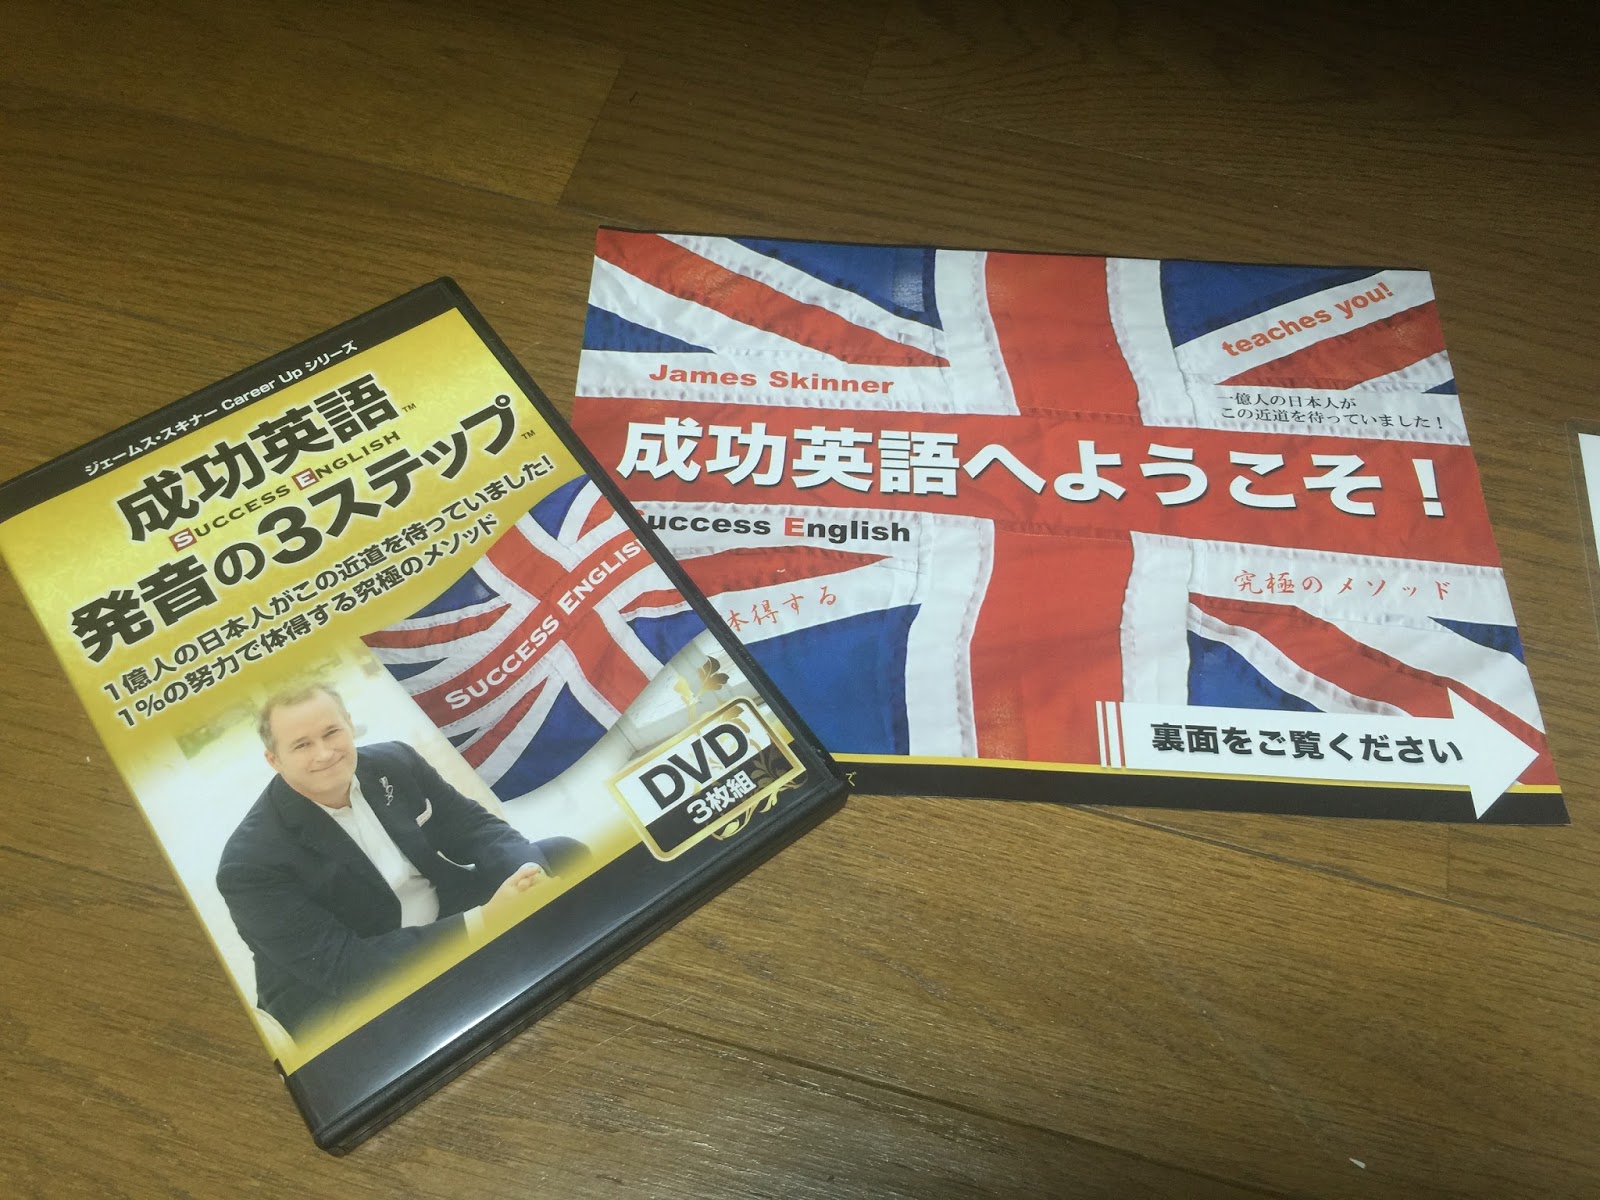 ジェームス・スキナー Career Up シリーズ
成功英語™
SUCCESS ENGLISH
発音の3ステップ™
1億人の日本人がこの近道を待っていました!
1%の努力で体得する究極のメソッド
SUCCESS ENGLISH
DVD
3枚組
teaches you!
James Skinner
一億人の日本人が
この近道を待っていました！
成功英語へようこそ！
Success English
究極のメソッド
体得する
裏面をご覧ください
ズ